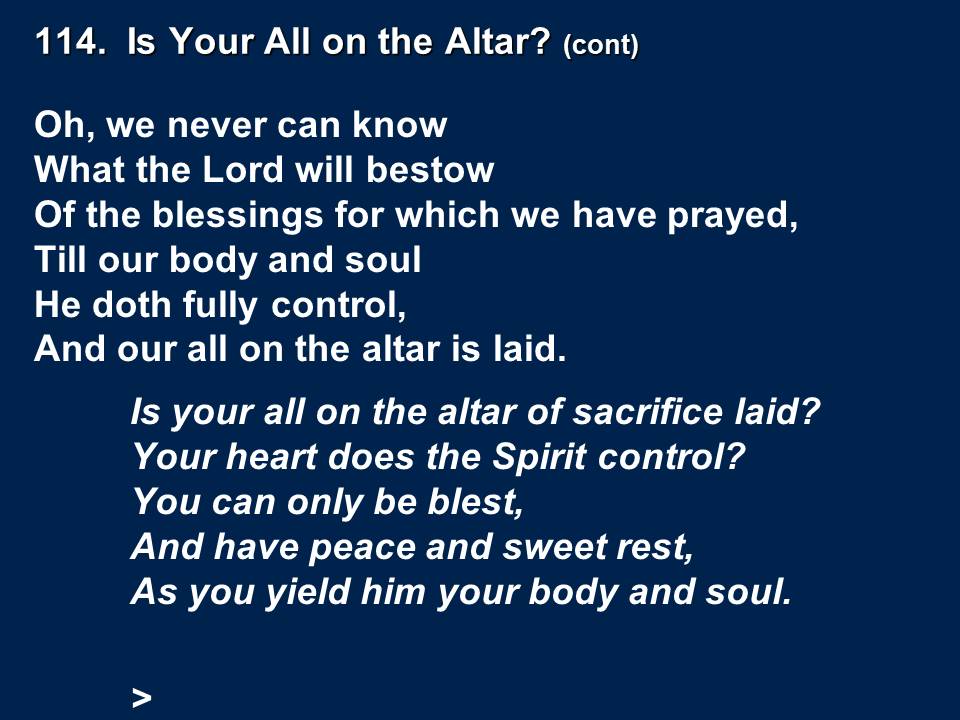 114. Is Your All on the Altar? (cont)
Oh, we never can know
What the Lord will bestow
Of the blessings for which we have prayed,
Till our body and soul
He doth fully control,
And our all on the altar is laid.
Is your all on the altar of sacrifice laid?
Your heart does the Spirit control?
You can only be blest,
And have peace and sweet rest,
As you yield him your body and soul.
>